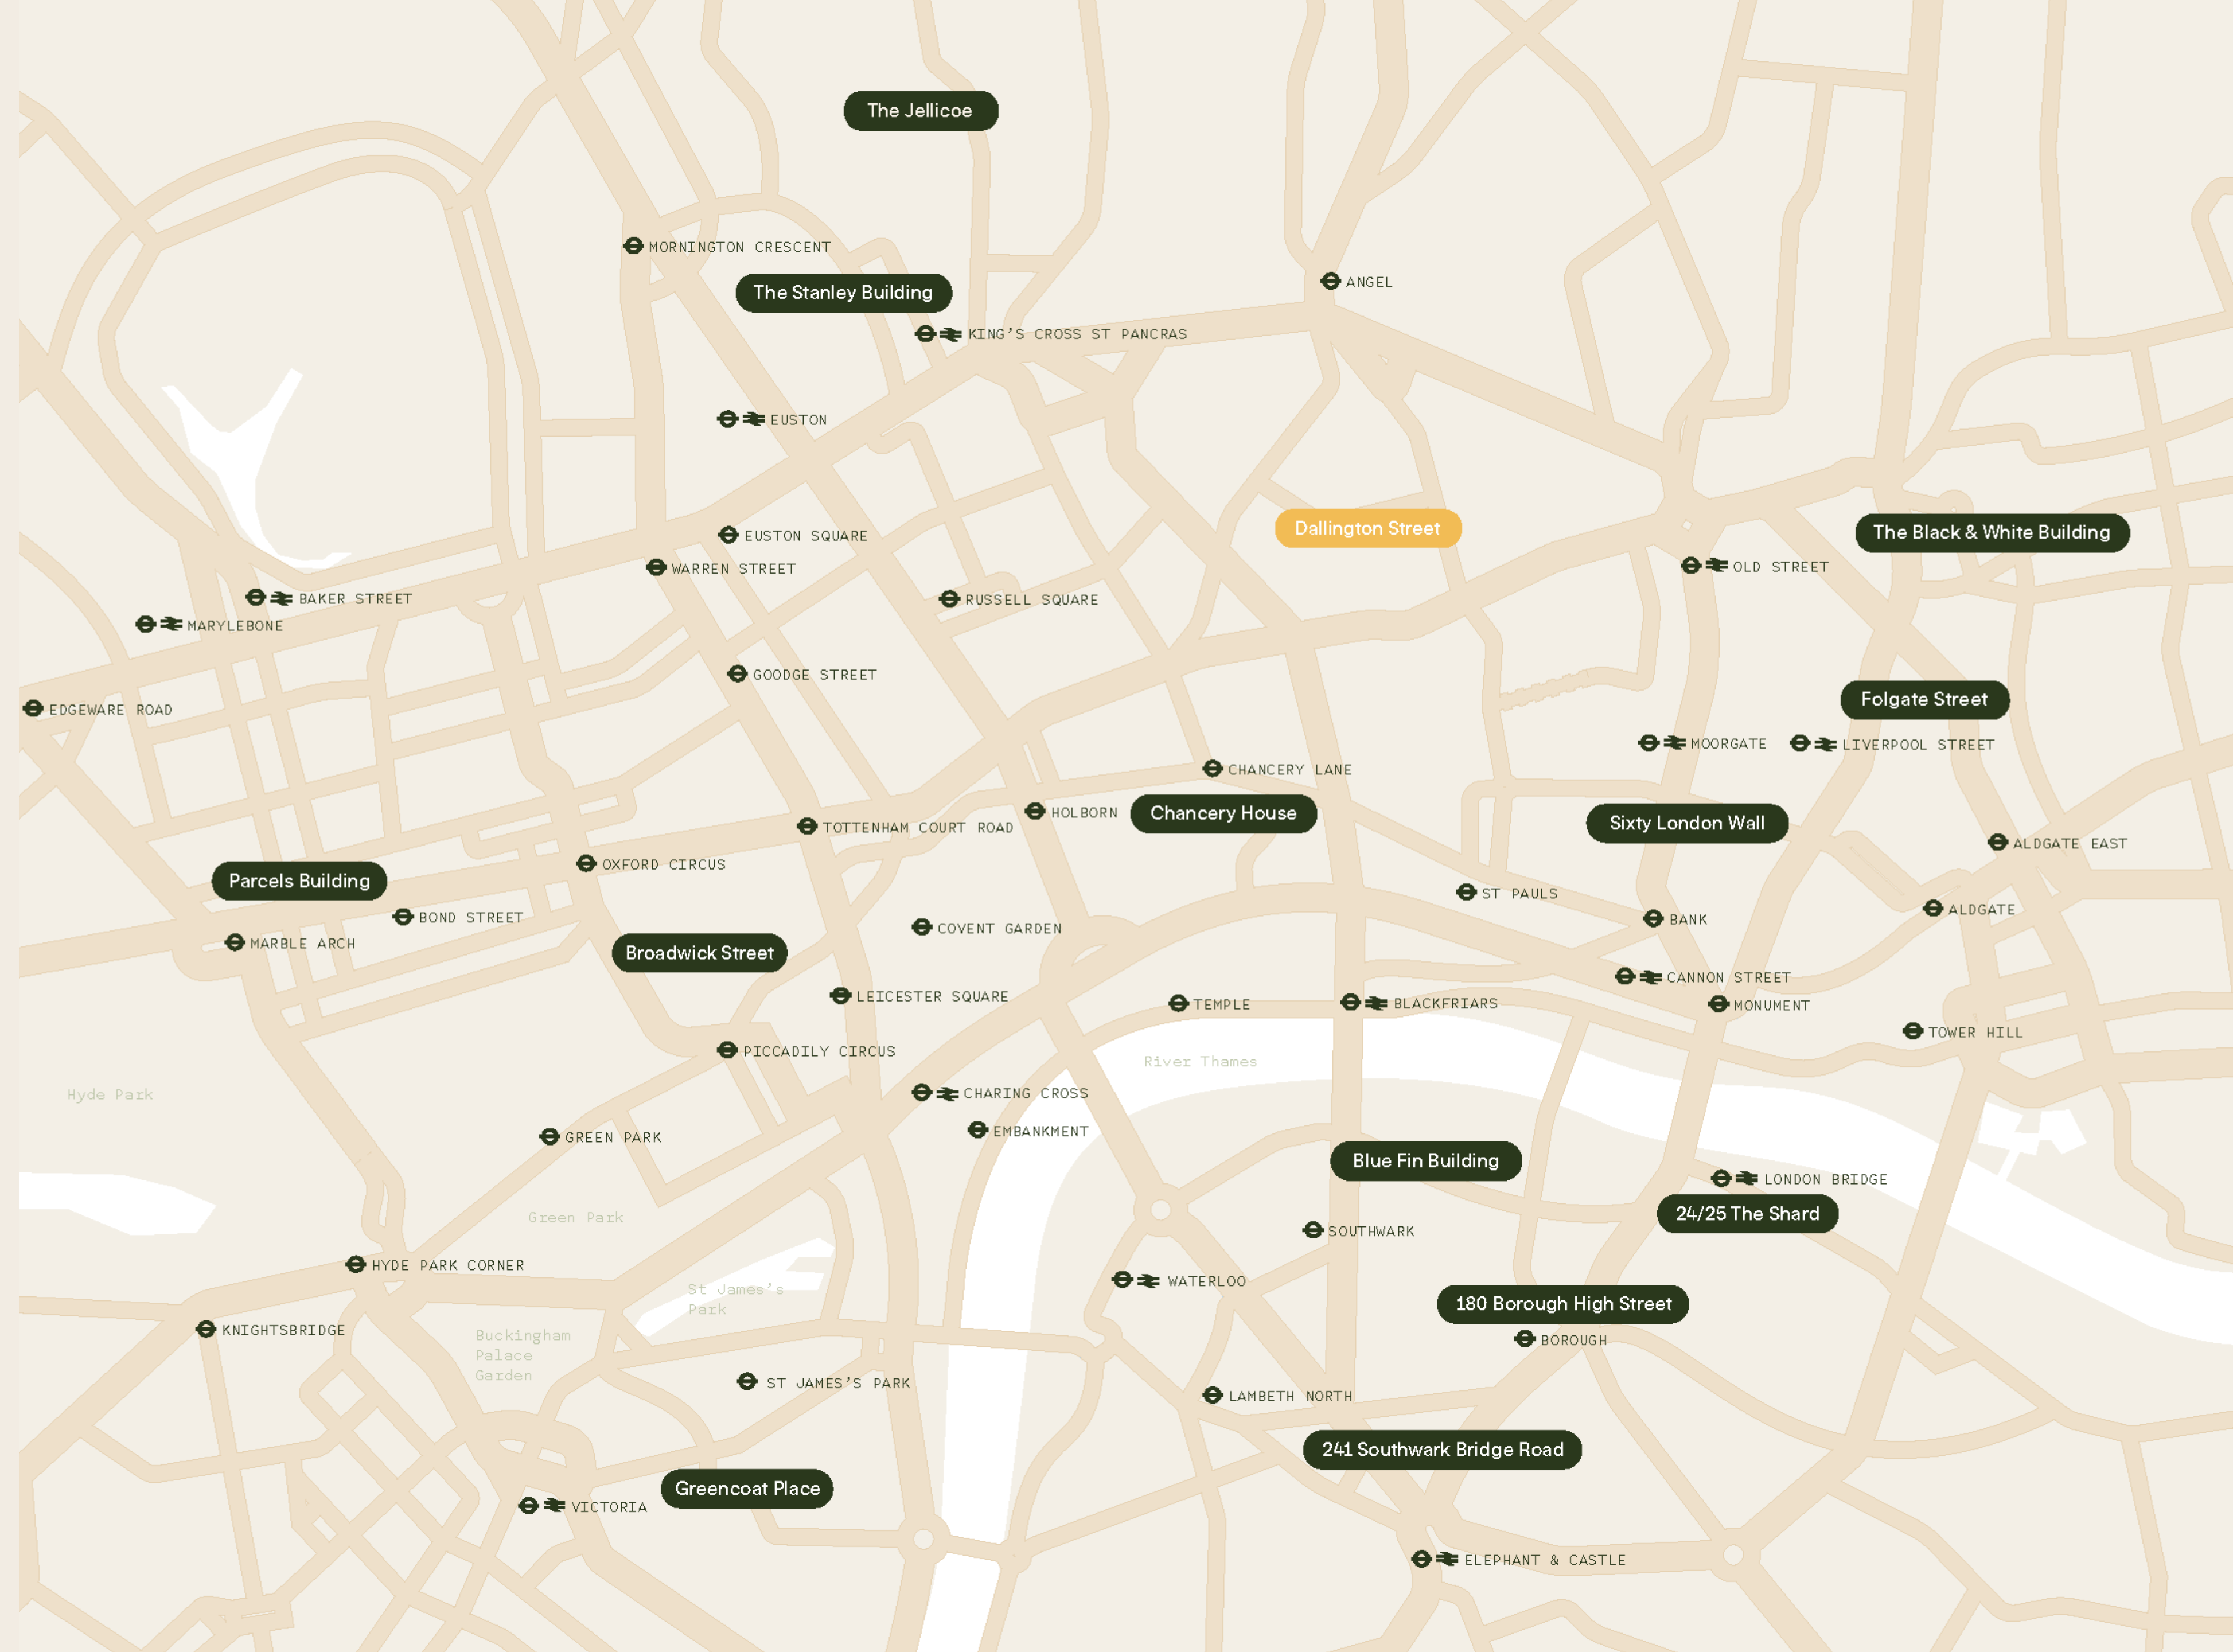 The Jellicoe
MORNINGTON CRESCENT
ANGEL
The Stanley Building
KING'S CROSS ST PANCRAS
EUSTON
Dallington Street
The Black & White Building
EUSTON SQUARE
OLD STREET
WARREN STREET
BAKER STREET
RUSSELL SQUARE
MARYLEBONE
GOODGE STREET
Folgate Street
EDGEWARE ROAD
MOORGATE
LIVERPOOL STREET
CHANCERY LANE
HOLBORN
Chancery House
Sixty London Wall
TOTTENHAM COURT ROAD
ALDGATE EAST
OXFORD CIRCUS
Parcels Building
ST PAULS
ALDGATE
BOND STREET
BANK
COVENT GARDEN
MARBLE ARCH
Broadwick Street
CANNON STREET
LEICESTER SQUARE
TEMPLE
BLACKFRIARS
MONUMENT
TOWER HILL
PICCADILY CIRCUS
River Thames
Hyde Park
CHARING CROSS
EMBANKMENT
GREEN PARK
Blue Fin Building
LONDON BRIDGE
24/25 The Shard
Green Park
SOUTHWARK
HYDE PARK CORNER
WATERLOO
St James's
Park
180 Borough High Street
KNIGHTSBRIDGE
Buckingham
Palace
Garden
BOROUGH
ST JAMES'S PARK
LAMBETH NORTH
241 Southwark Bridge Road
Greencoat Place
VICTORIA
ELEPHANT & CASTLE